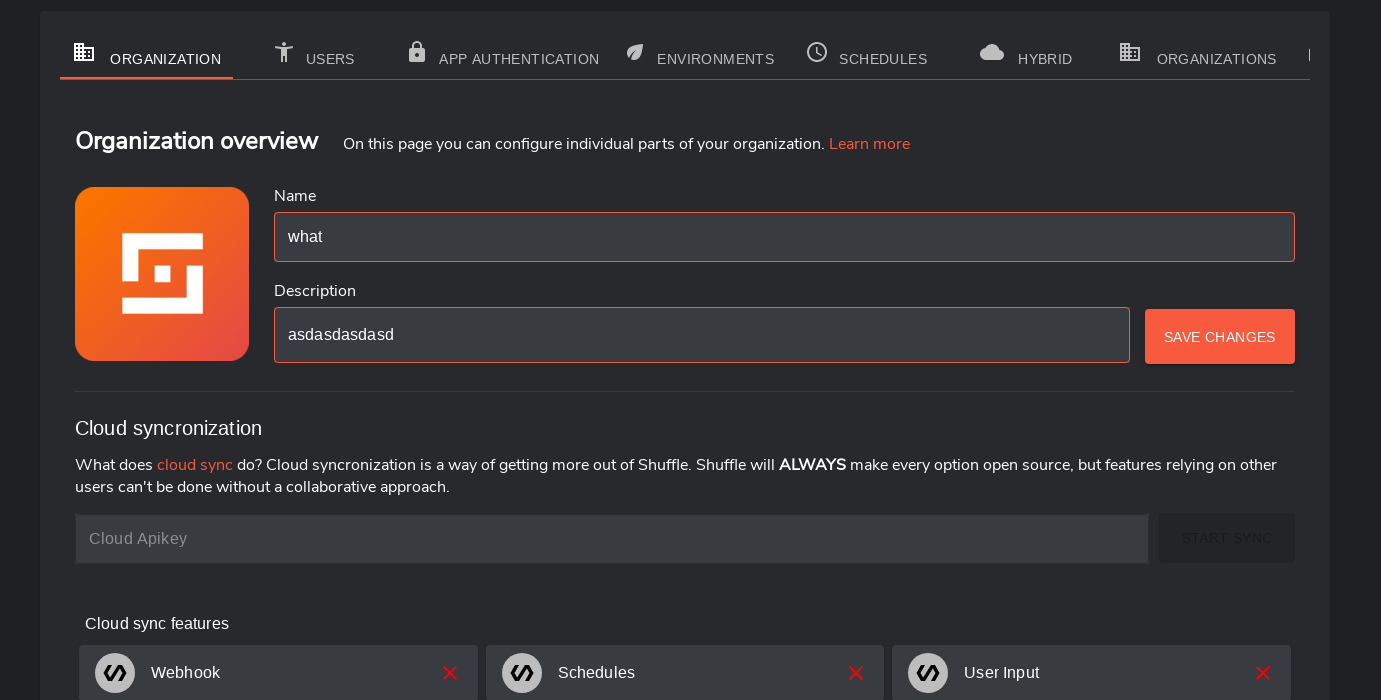 ORGANIZATION USERS APP AUTHENTICATION ENVIRONMENTS SCHEDULES HYBRID ORGANIZATIONS
Organization overview On this page you can configure individual parts of your organization. Learn more
Name
what
Description
asdasdasdasd
SAVE CHANGES
Cloud syncronization
What does cloud sync do? Cloud syncronization is a way of getting more out of Shuffle. Shuffle will ALWAYS make every option open source, but features relying on other
users can't be done without a collaborative approach.
Cloud Apikey START SYNC
Cloud sync features
Webhook Schedules User Input